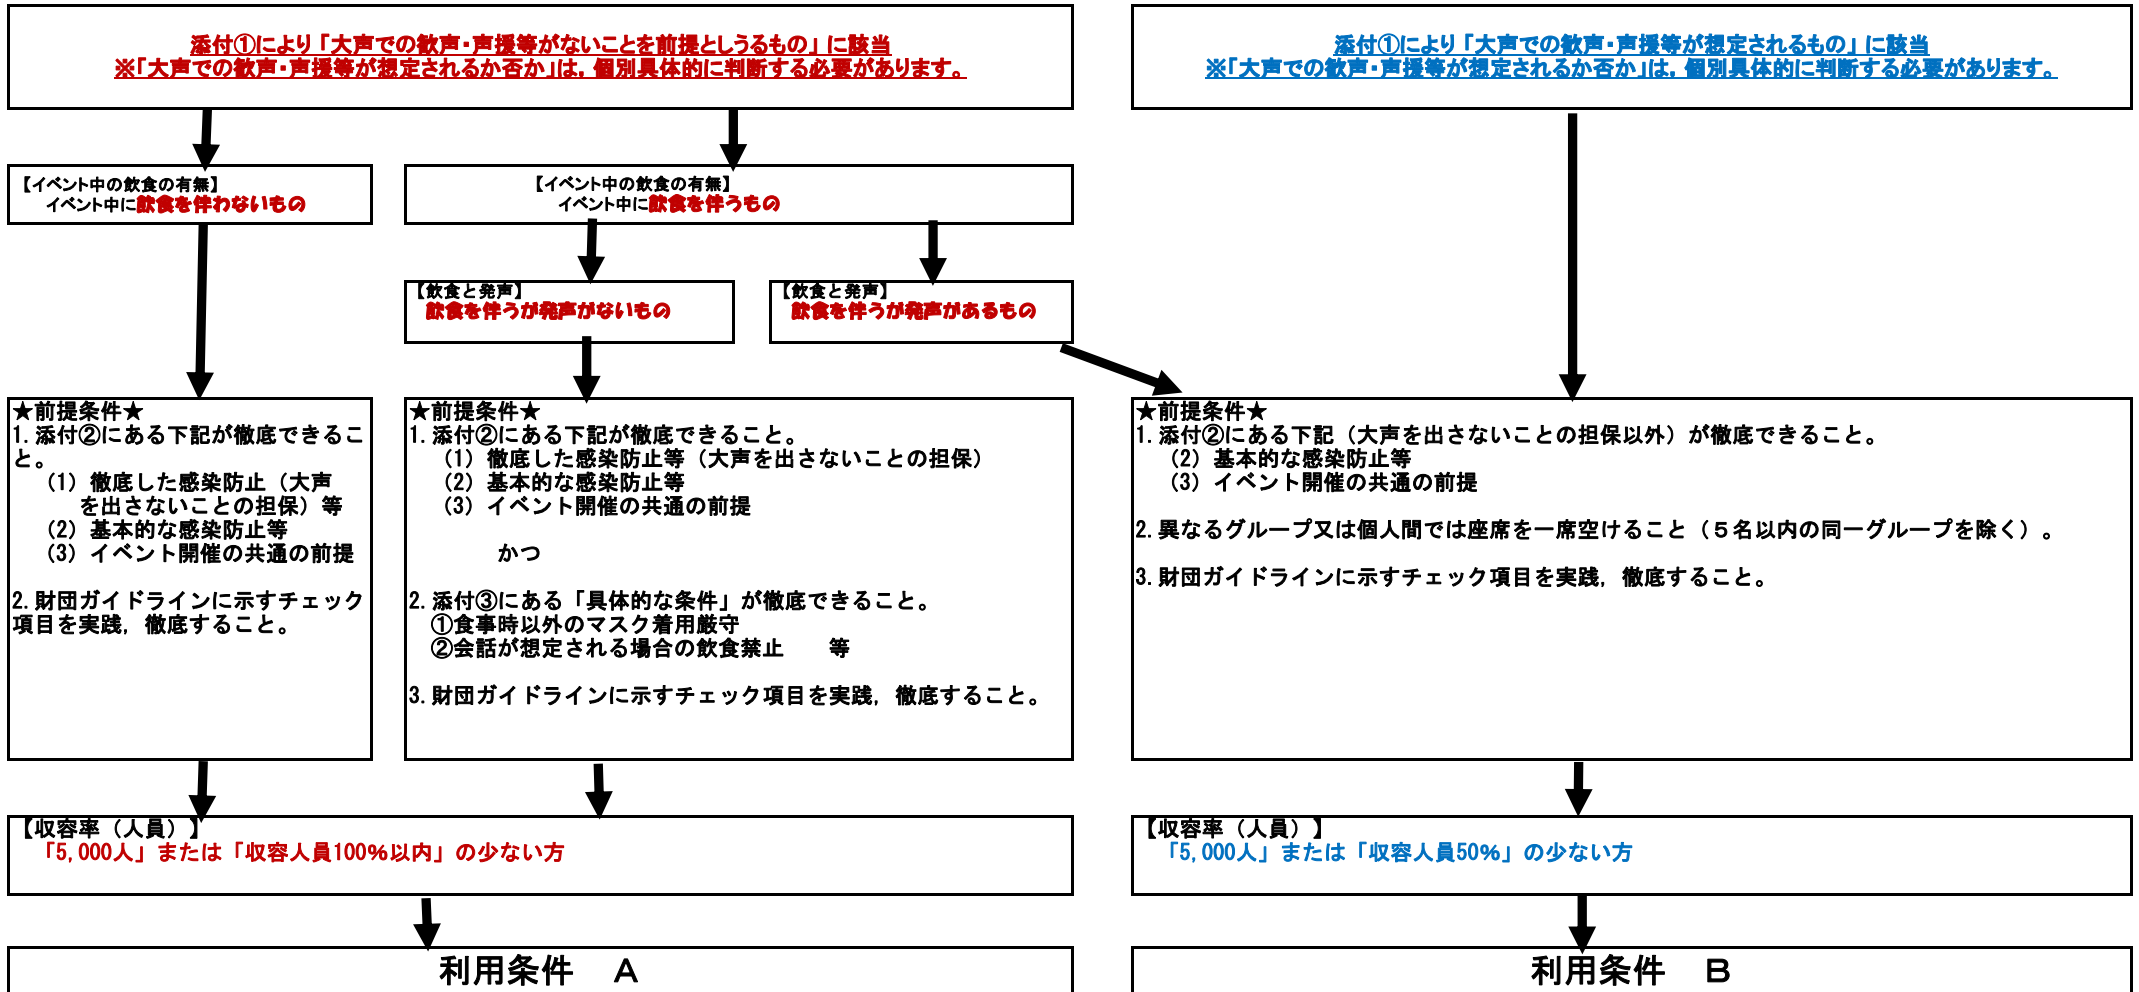 添付①により「大声での歓声・声援等がないことを前提としうるもの」に該当
※「大声での歓声・声援等が想定されるか否か」は，個別具体的に判断する必要があります。
添付①により「大声での歓声・声援等が想定されるもの」に該当
※「大声での歓声・声援等が想定されるか否か」は，個別具体的に判断する必要があります。
【イベント中の飲食の有無】
イベント中に飲食を伴わないもの
【イベント中の飲食の有無】
イベント中に飲食を伴うもの
【飲食と発声】
飲食を伴うが発声がないもの
【飲食と発声】
飲食を伴うが発声があるもの
★前提条件★
1.添付②にある下記が徹底できるこ
と。
（1）徹底した感染防止（大声
を出さないことの担保）等
（2）基本的な感染防止等
（3）イベント開催の共通の前提
2.財団ガイドラインに示すチェック
項目を実践，徹底すること。
★前提条件★
1.添付②にある下記が徹底できること。
（1）徹底した感染防止等（大声を出さないことの担保）
（2）基本的な感染防止等
（3）イベント開催の共通の前提
かつ
2.添付③にある「具体的な条件」が徹底できること。
①食事時以外のマスク着用厳守
②会話が想定される場合の飲食禁止　　等
3.財団ガイドラインに示すチェック項目を実践，徹底すること。
★前提条件★
1.添付②にある下記（大声を出さないことの担保以外）が徹底できること。
（2）基本的な感染防止等
（3）イベント開催の共通の前提
2.異なるグループ又は個人間では座席を一席空けること（５名以内の同一グループを除く）。
3.財団ガイドラインに示すチェック項目を実践，徹底すること。
【収容率（人員）】
「5,000人」または「収容人員100%以内」の少ない方
【収容率（人員）】
「5,000人」または「収容人員50%」の少ない方
利用条件　Ａ
利用条件　Ｂ